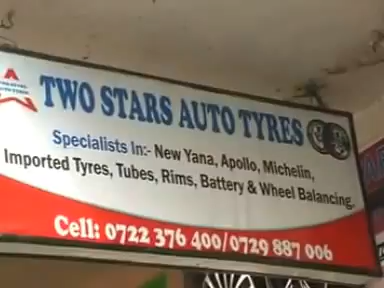 TWO STARS AUTO TYRES
Specialists In:- New Yana, Apollo, Michelin,
Imported Tyres, Tubes, Rims, Battery & Wheel Balancing.
Cell: 0722 376 400/0729 887 006